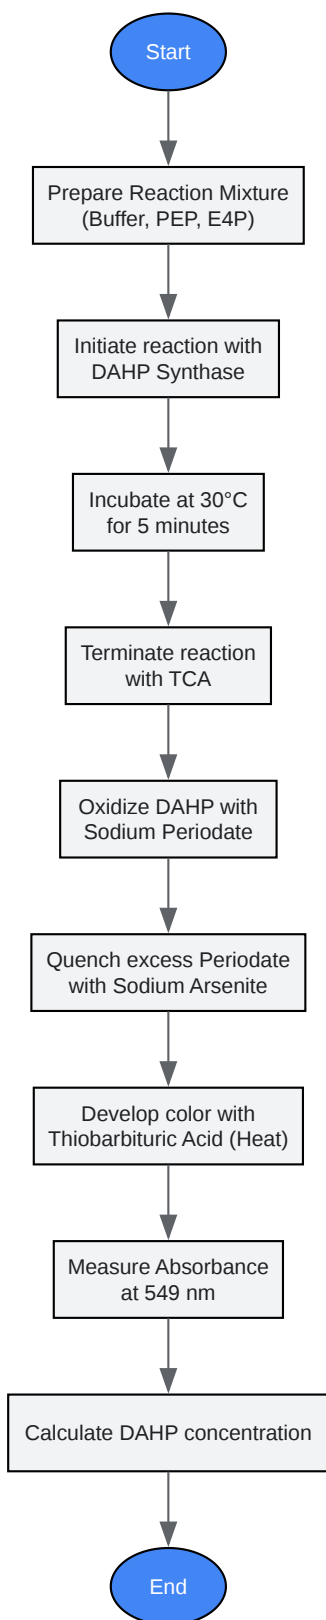 Start
Prepare Reaction Mixture
(Buffer, PEP, E4P)
Initiate reaction with
DAHP Synthase
Incubate at 30°C
for 5 minutes
Terminate reaction
with TCA
Oxidize DAHP with
Sodium Periodate
Quench excess Periodate
with Sodium Arsenite
Develop color with
Thiobarbituric Acid (Heat)
Measure Absorbance
at 549 nm
Calculate DAHP concentration
End